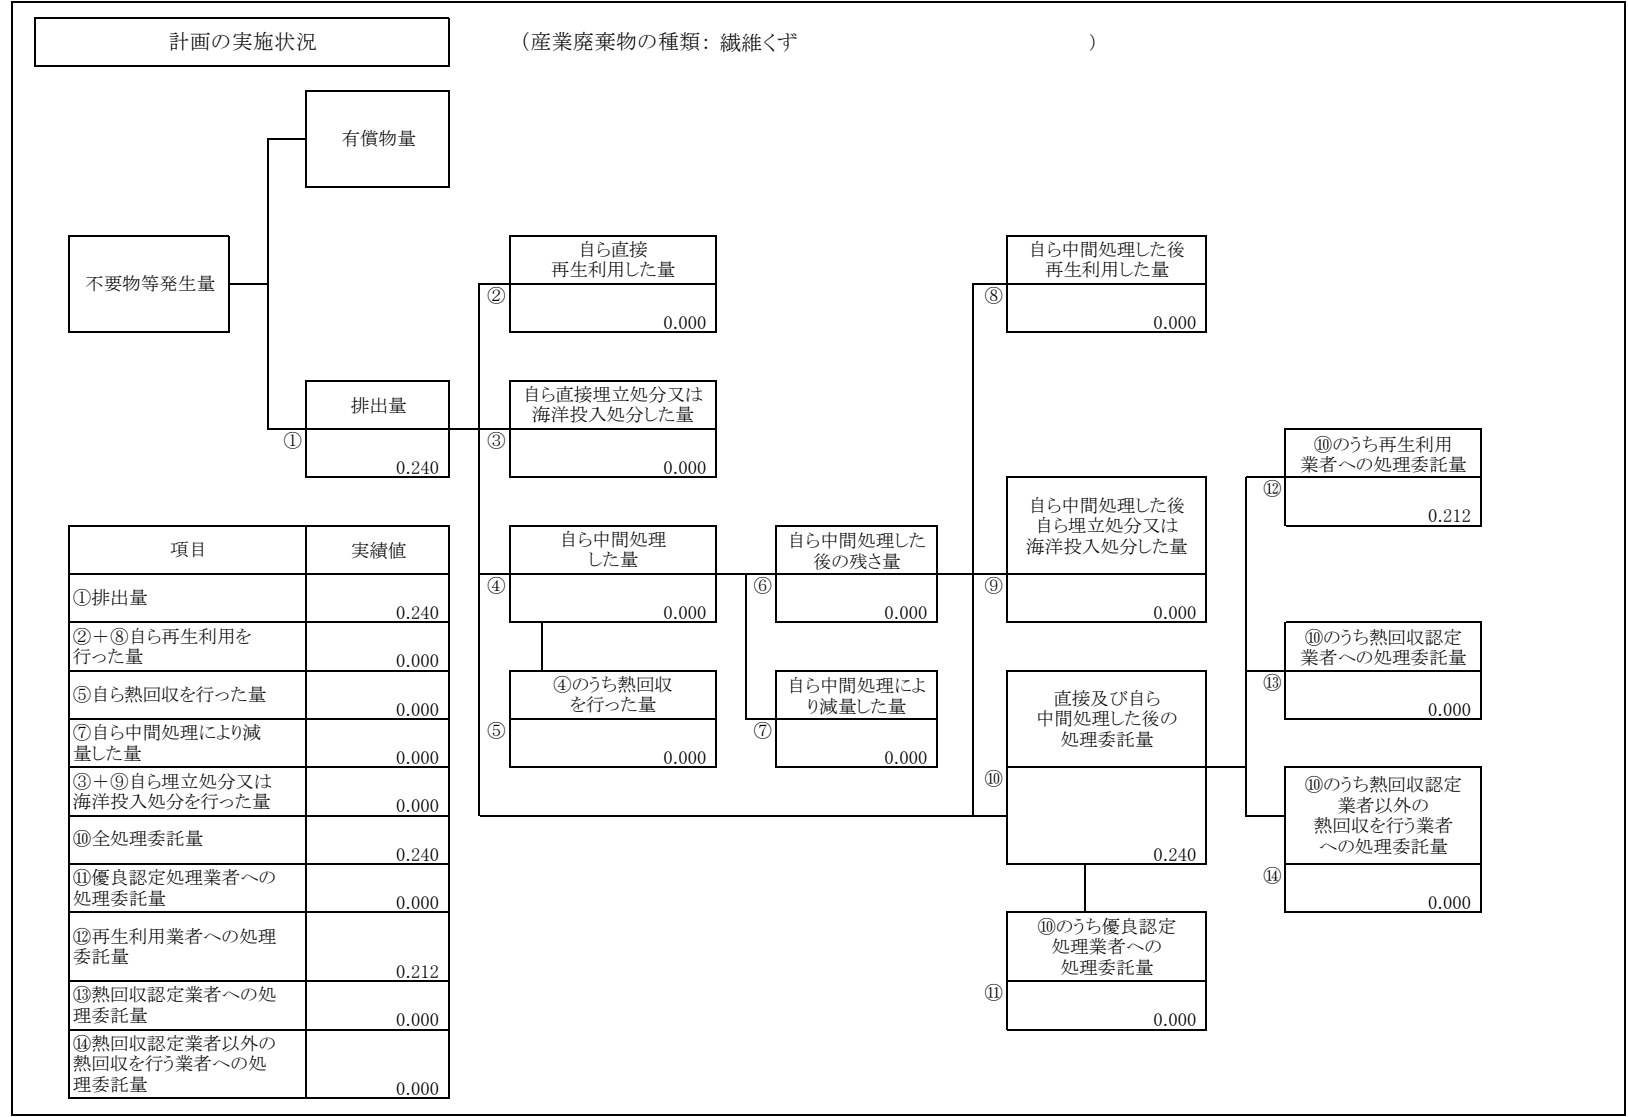 計画の実施状況
（産業廃棄物の種類： 繊維くず ）
有償物量
不要物等発生量
自ら直接
再生利用した量
②
0.000
自ら中間処理した後
再生利用した量
⑧
0.000
排出量
①
0.240
自ら直接埋立処分又は
海洋投入処分した量
③
0.000
⑩のうち再生利用
業者への処理委託量
⑫
0.212
自ら中間処理した後
自ら埋立処分又は
海洋投入処分した量
⑨
0.000
自ら中間処理
した量
④
0.000
自ら中間処理した
後の残さ量
⑥
0.000
⑩のうち熱回収認定
業者への処理委託量
⑬
0.000
④のうち熱回収
を行った量
⑤
0.000
自ら中間処理によ
り減量した量
⑦
0.000
直接及び自ら
中間処理した後の
処理委託量
⑩
0.240
⑩のうち熱回収認定
業者以外の
熱回収を行う業者
への処理委託量
⑭
0.000
⑩のうち優良認定
処理業者への
処理委託量
⑪
0.000
項目 実績値
①排出量
0.240
②＋⑧自ら再生利用を
行った量
0.000
⑤自ら熱回収を行った量
0.000
⑦自ら中間処理により減
量した量
0.000
③＋⑨自ら埋立処分又は
海洋投入処分を行った量
0.000
⑩全処理委託量
0.240
⑪優良認定処理業者への
処理委託量
0.000
⑫再生利用業者への処理
委託量
0.212
⑬熱回収認定業者への処
理委託量
0.000
⑭熱回収認定業者以外の
熱回収を行う業者への処
理委託量
0.000